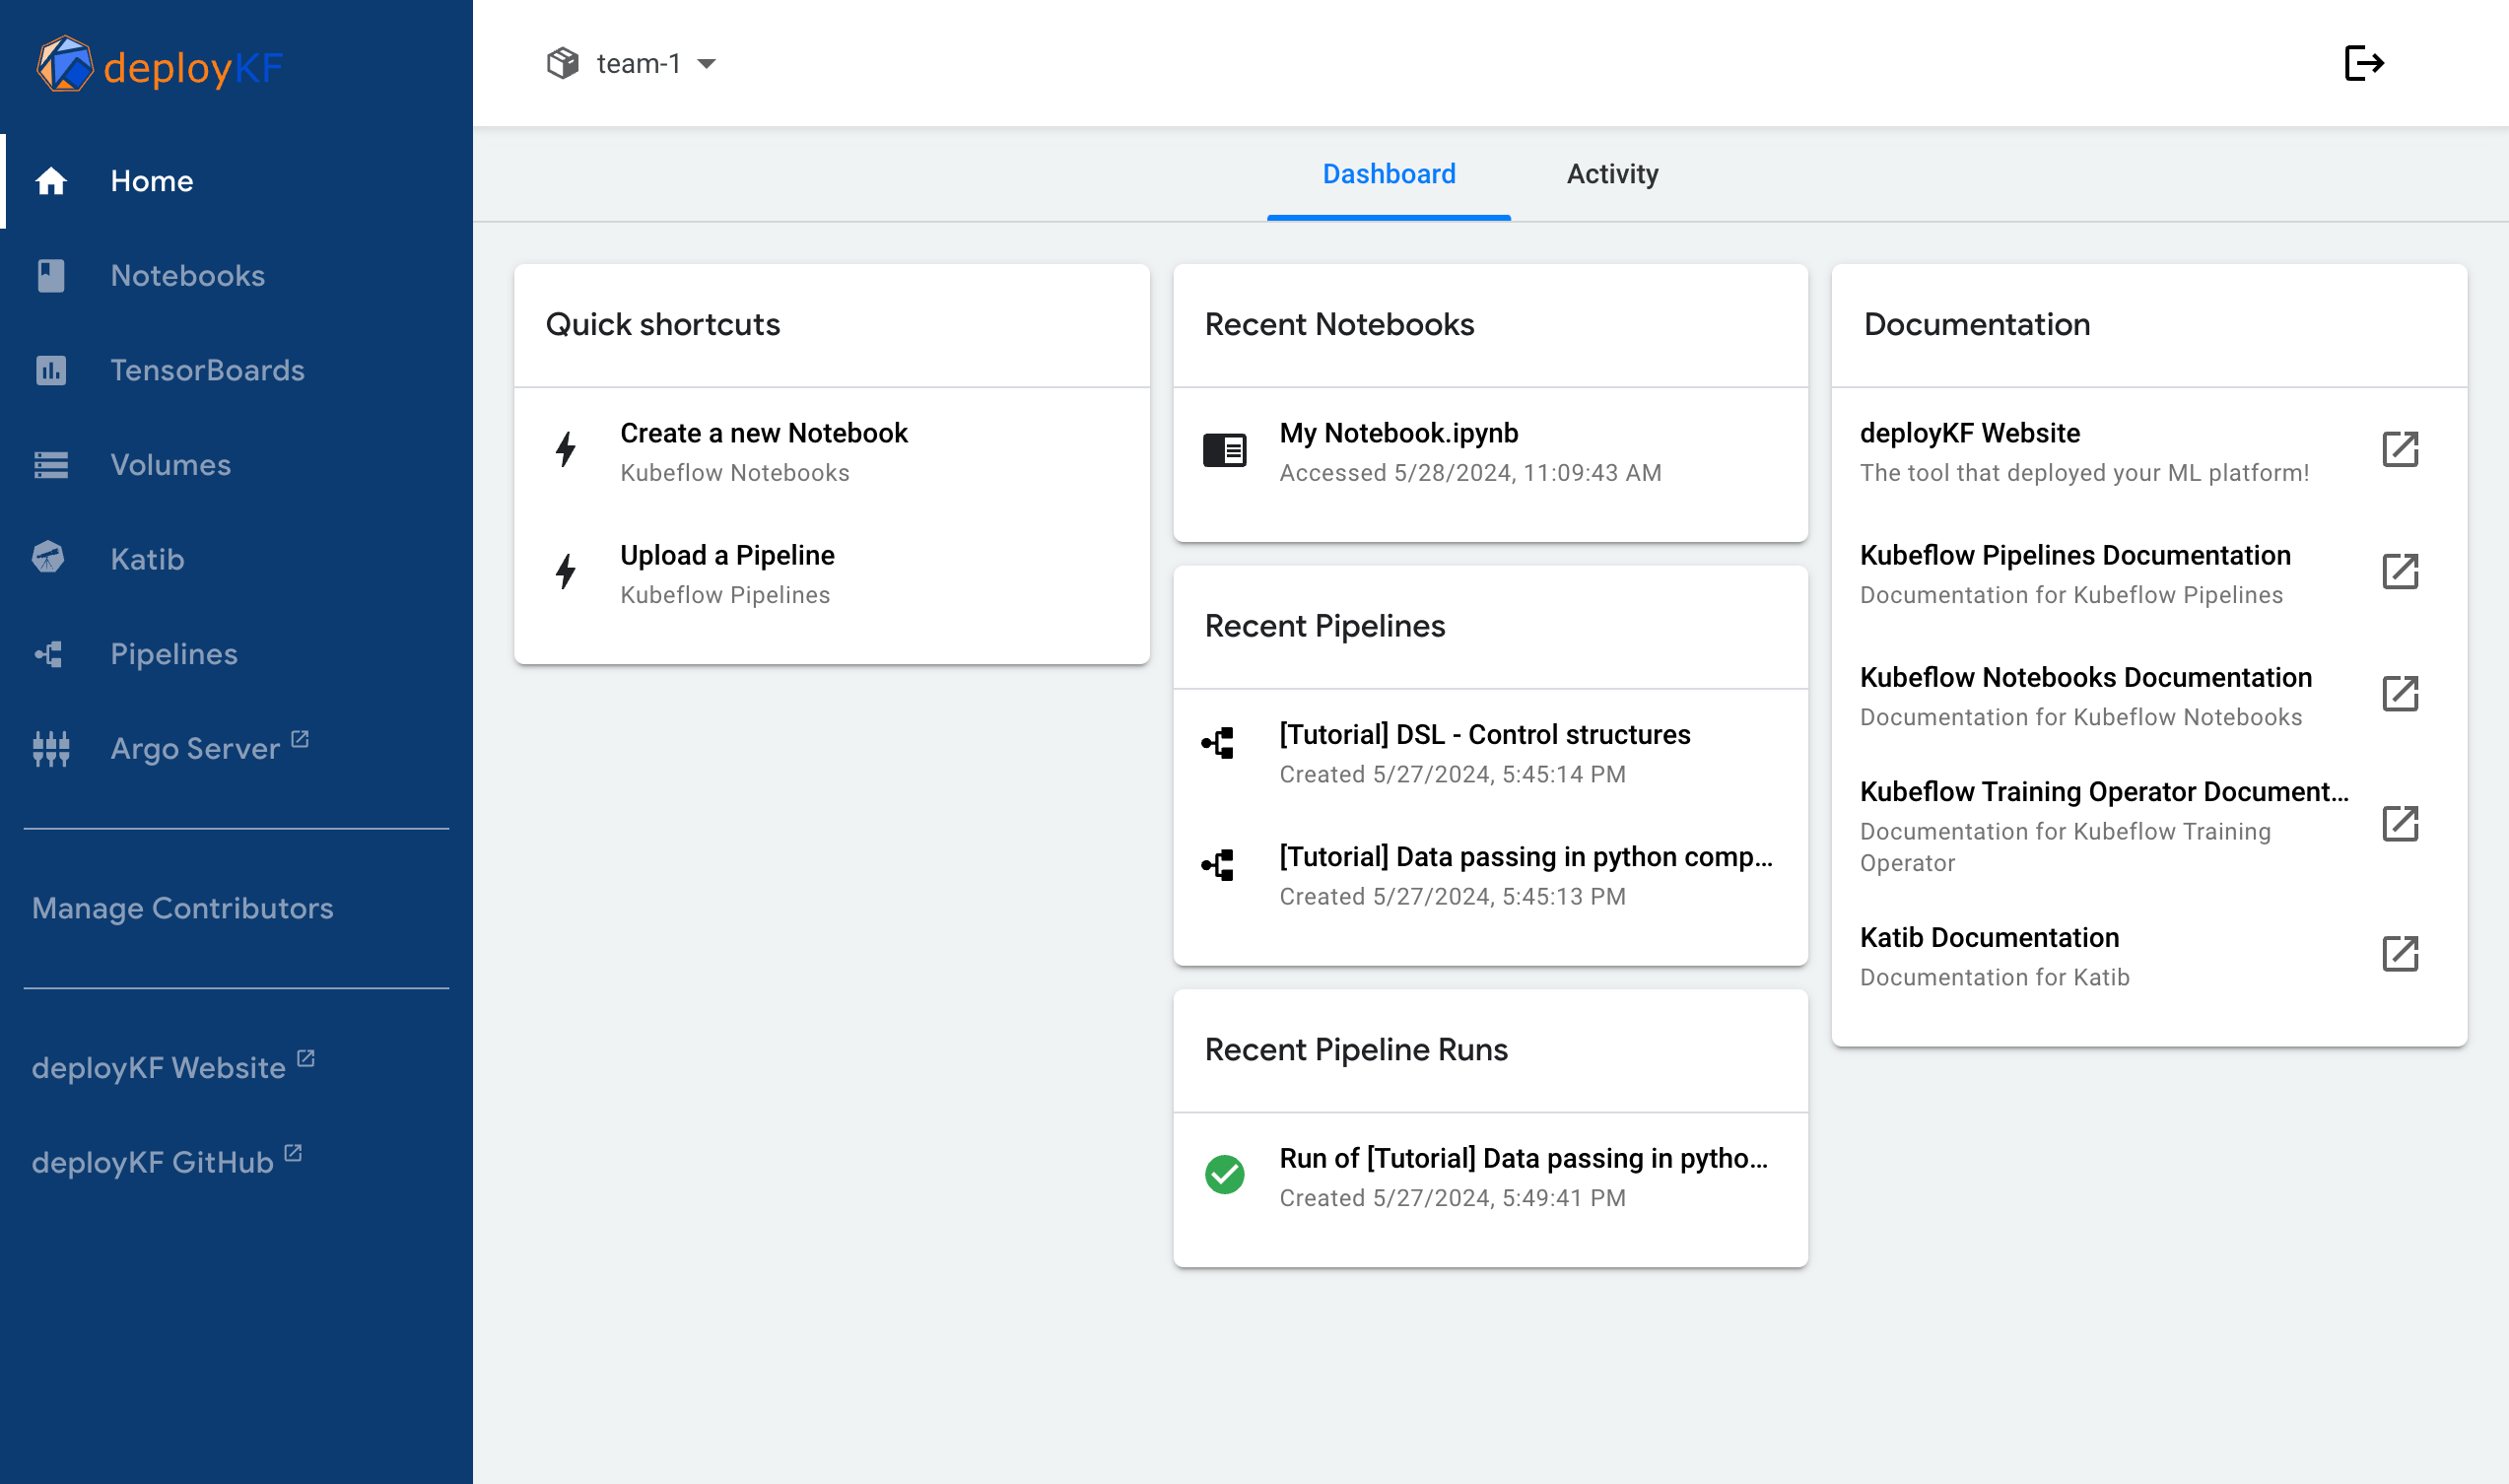 deployKF
Home
Notebooks
TensorBoards
Volumes
Katib
Pipelines
Argo Server
Manage Contributors
deployKF Website
deployKF GitHub
team-1
Dashboard
Activity
Quick shortcuts
Create a new Notebook
Kubeflow Notebooks
Upload a Pipeline
Kubeflow Pipelines
Recent Notebooks
My Notebook.ipynb
Accessed 5/28/2024, 11:09:43 AM
Recent Pipelines
[Tutorial] DSL - Control structures
Created 5/27/2024, 5:45:14 PM
[Tutorial] Data passing in python comp...
Created 5/27/2024, 5:45:13 PM
Recent Pipeline Runs
Run of [Tutorial] Data passing in pytho...
Created 5/27/2024, 5:49:41 PM
Documentation
deployKF Website
The tool that deployed your ML platform!
Kubeflow Pipelines Documentation
Documentation for Kubeflow Pipelines
Kubeflow Notebooks Documentation
Documentation for Kubeflow Notebooks
Kubeflow Training Operator Document...
Documentation for Kubeflow Training
Operator
Katib Documentation
Documentation for Katib